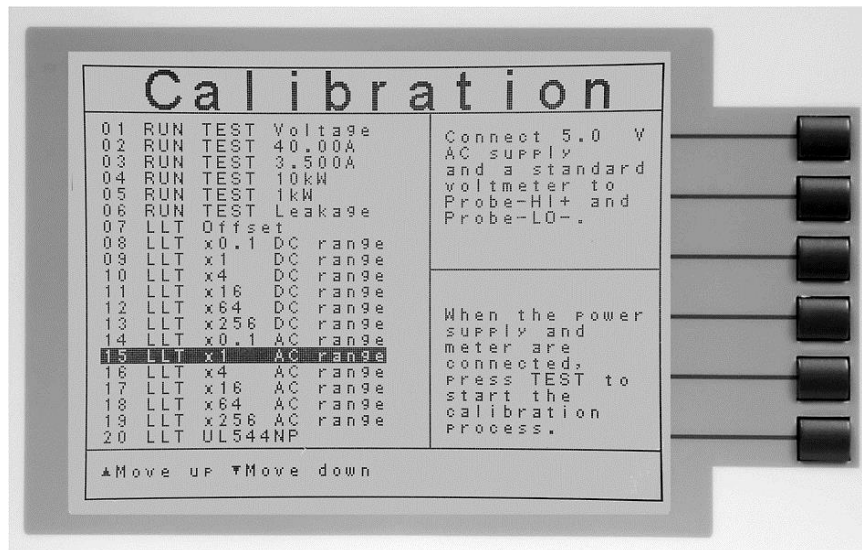 Calibration
01 RUN TEST Voltage
02 RUN TEST 40.00A
03 RUN TEST 3.500A
04 RUN TEST 10kW
05 RUN TEST 1kW
06 RUN TEST Leakage
07 LLT Offset
08 LLT x0.1 DC range
09 LLT x1 DC range
10 LLT x4 DC range
11 LLT x16 DC range
12 LLT x64 DC range
13 LLT x256 DC range
14 LLT x0.1 AC range
15 LLT x1 AC range
16 LLT x4 AC range
17 LLT x16 AC range
18 LLT x64 AC range
19 LLT x256 AC range
20 LLT UL544NP
Connect 5.0 V
AC supply
and a standard
voltmeter to
Probe-HI+ and
Probe-LO-.
When the power
supply and
meter are
connected,
press TEST to
start the
calibration
process.
▲Move up ▼Move down